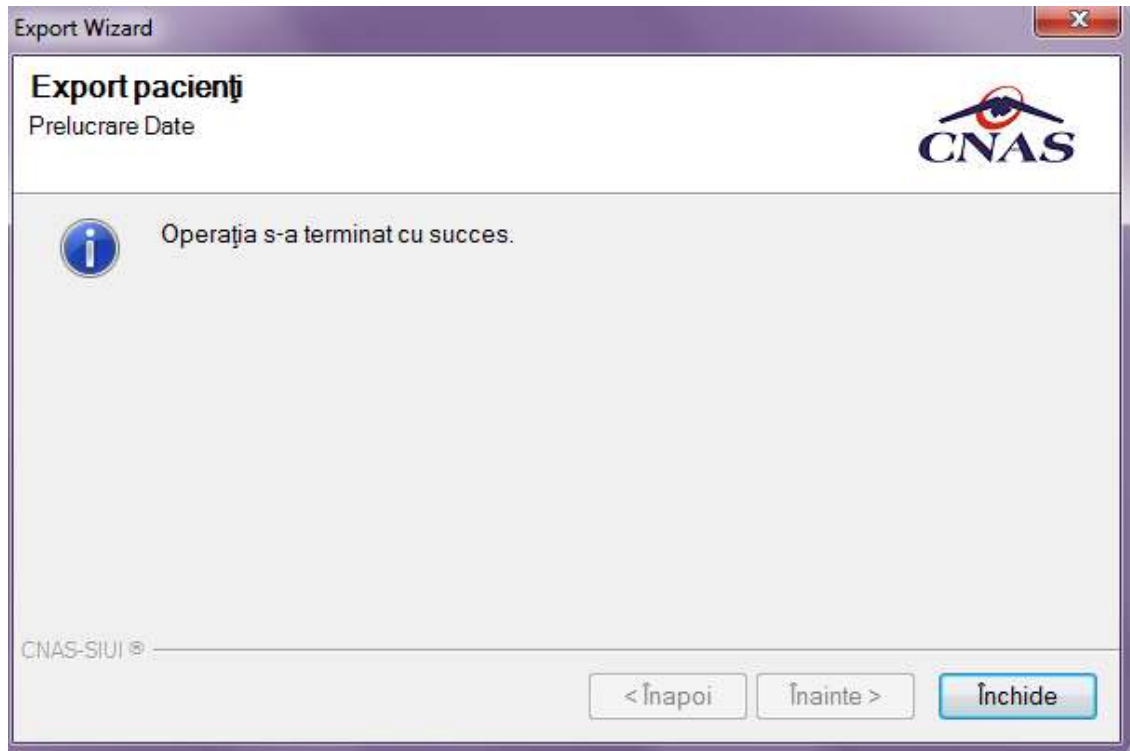 Export Wizard
Export pacienţi
Prelucrare Date
CNAS
Operaţia s-a terminat cu succes.
CNAS-SIUI ®
< Înapoi
Înainte >
Închide